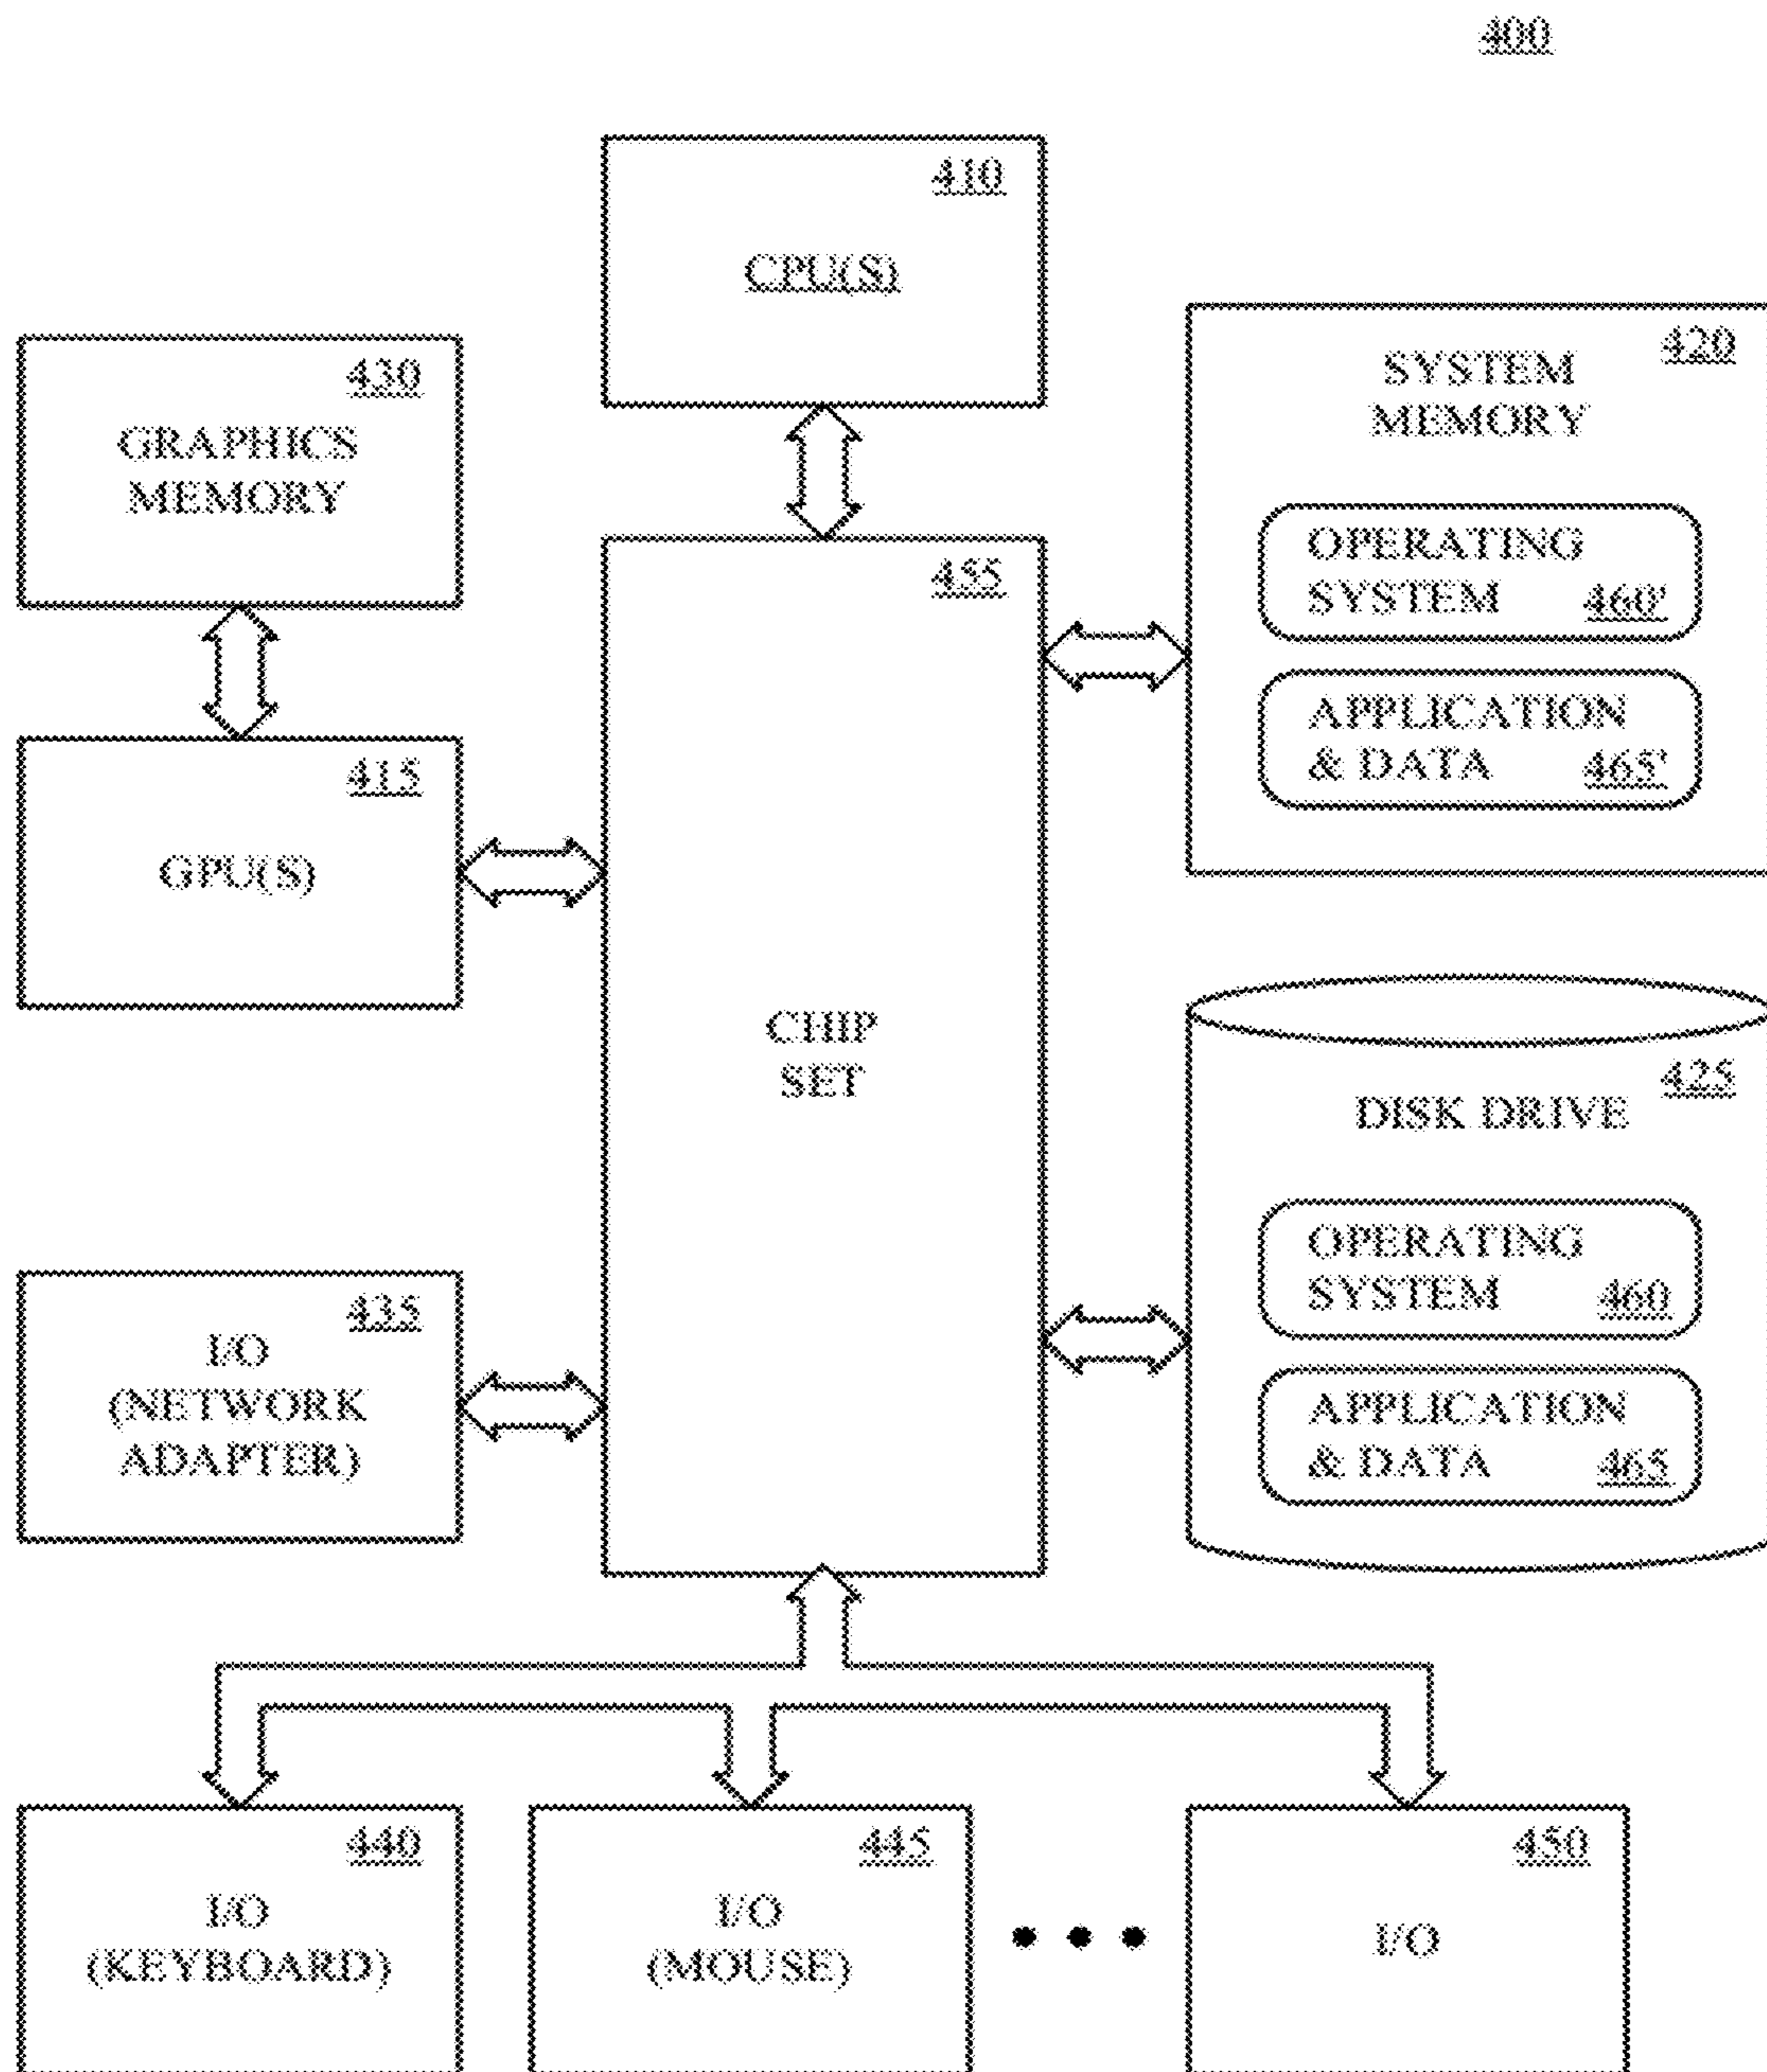 400
410
CPU(S)
420
SYSTEM
MEMORY
430
GRAPHICS
MEMORY
OPERATING
SYSTEM 460'
455
APPLICATION
& DATA 465'
415
GPU(S)
CHIP
SET
425
DISK DRIVE
OPERATING
SYSTEM 460
435
I/O
(NETWORK
ADAPTER)
APPLICATION
& DATA 465
440
I/O
(KEYBOARD)
445
I/O
(MOUSE)
450
I/O